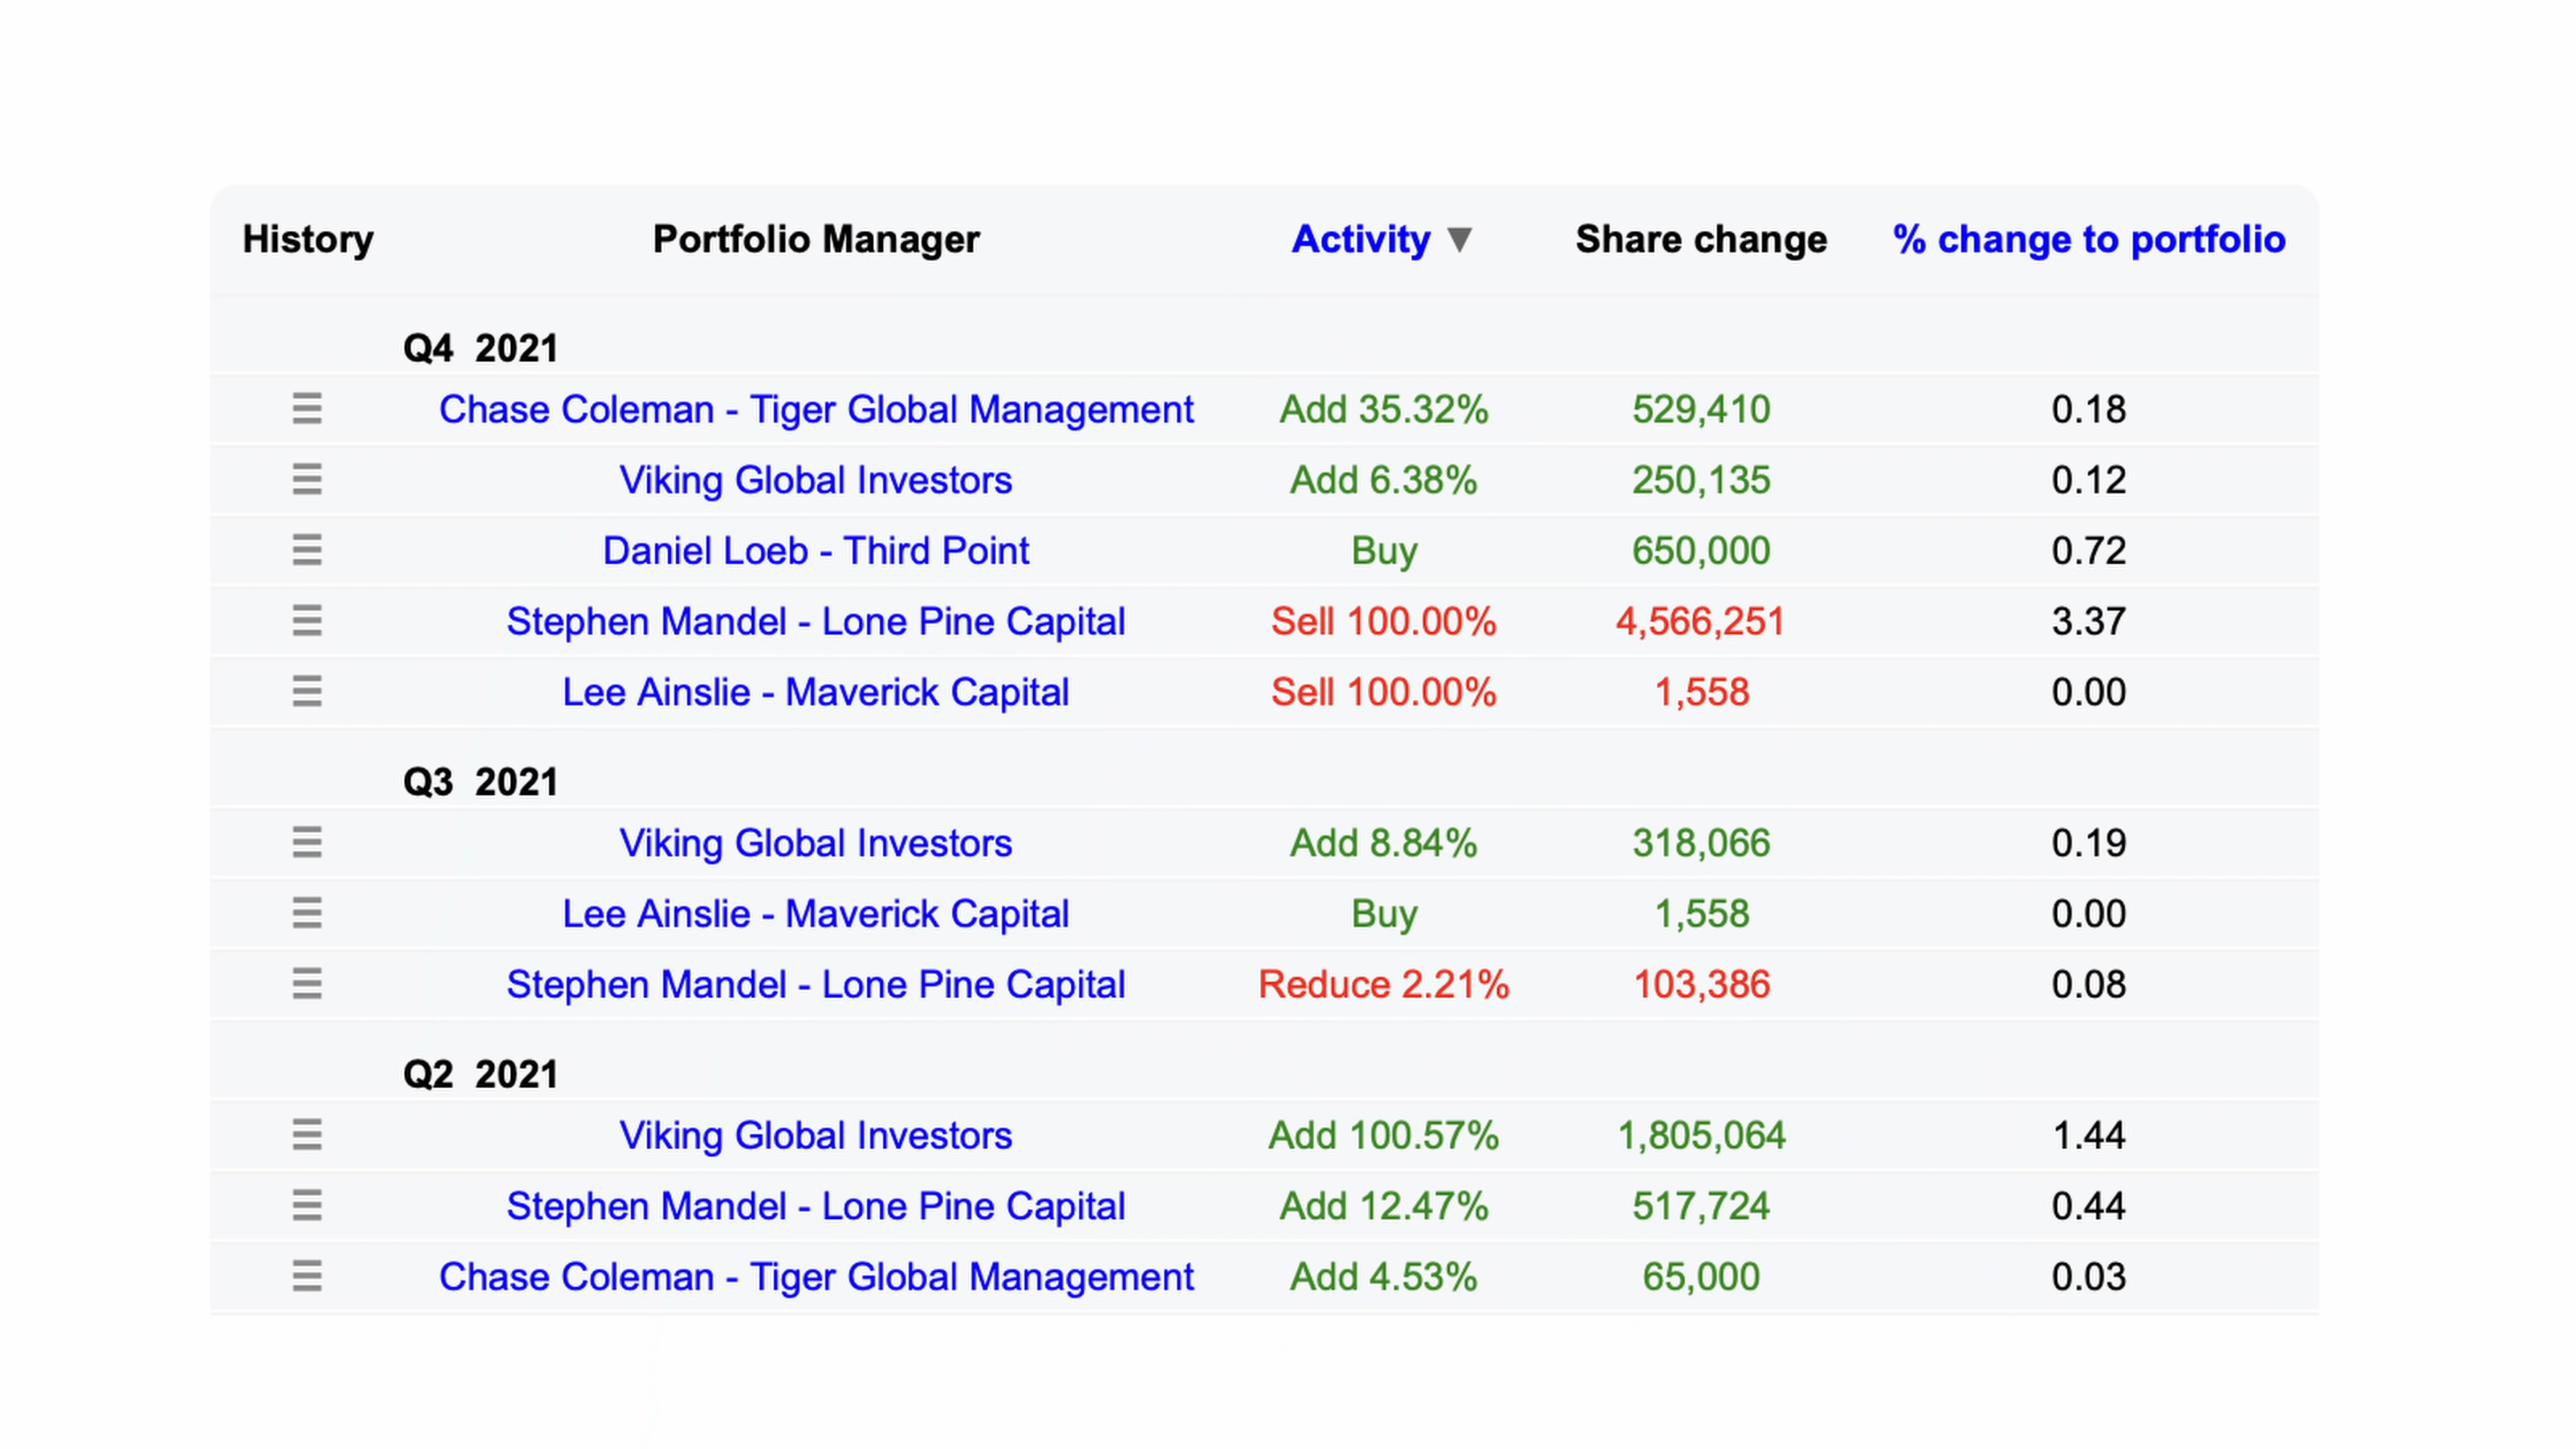 History Portfolio Manager Activity ▼ Share change % change to portfolio
Q4 2021
Chase Coleman - Tiger Global Management Add 35.32% 529,410 0.18
Viking Global Investors Add 6.38% 250,135 0.12
Daniel Loeb - Third Point Buy 650,000 0.72
Stephen Mandel - Lone Pine Capital Sell 100.00% 4,566,251 3.37
Lee Ainslie - Maverick Capital Sell 100.00% 1,558 0.00
Q3 2021
Viking Global Investors Add 8.84% 318,066 0.19
Lee Ainslie - Maverick Capital Buy 1,558 0.00
Stephen Mandel - Lone Pine Capital Reduce 2.21% 103,386 0.08
Q2 2021
Viking Global Investors Add 100.57% 1,805,064 1.44
Stephen Mandel - Lone Pine Capital Add 12.47% 517,724 0.44
Chase Coleman - Tiger Global Management Add 4.53% 65,000 0.03